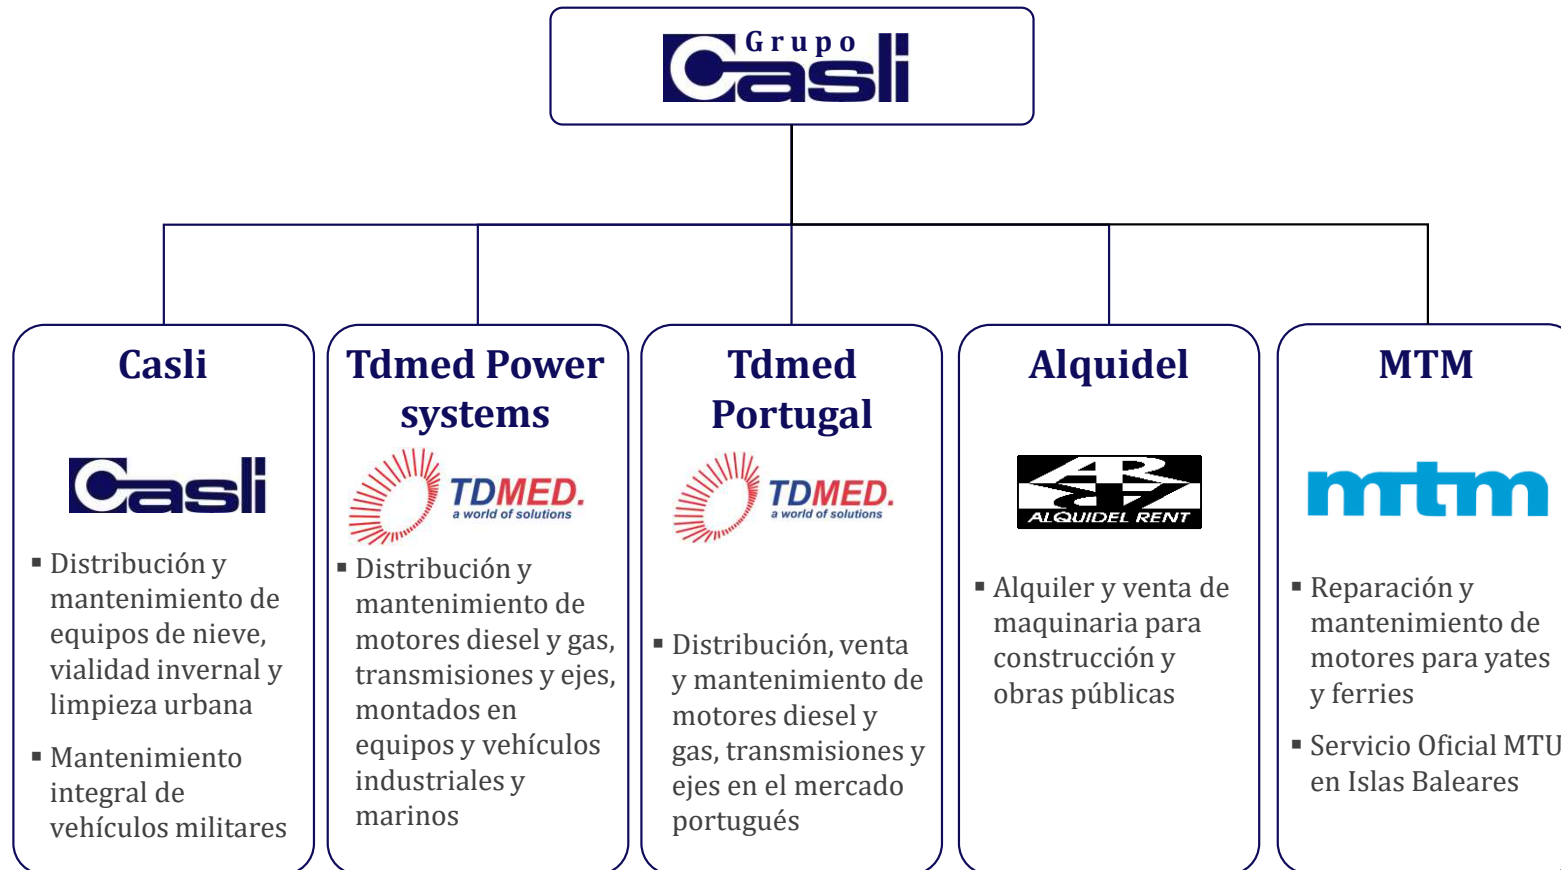 Grupo
Casli
Casli
Casli
▪ Distribución y
mantenimiento de
equipos de nieve,
vialidad invernal y
limpieza urbana
▪ Mantenimiento
integral de
vehículos militares
Tdmed Power
systems
TDMED.
a world of solutions
▪ Distribución y
mantenimiento de
motores diesel y gas,
transmisiones y ejes,
montados en
equipos y vehículos
industriales y
marinos
Tdmed
Portugal
TDMED.
a world of solutions
▪ Distribución, venta
y mantenimiento de
motores diesel y
gas, transmisiones y
ejes en el mercado
portugués
Alquidel
ALQUIDEL RENT
▪ Alquiler y venta de
maquinaria para
construcción y
obras públicas
MTM
mtm
▪ Reparación y
mantenimiento de
motores para yates
y ferries
▪ Servicio Oficial MTU
en Islas Baleares